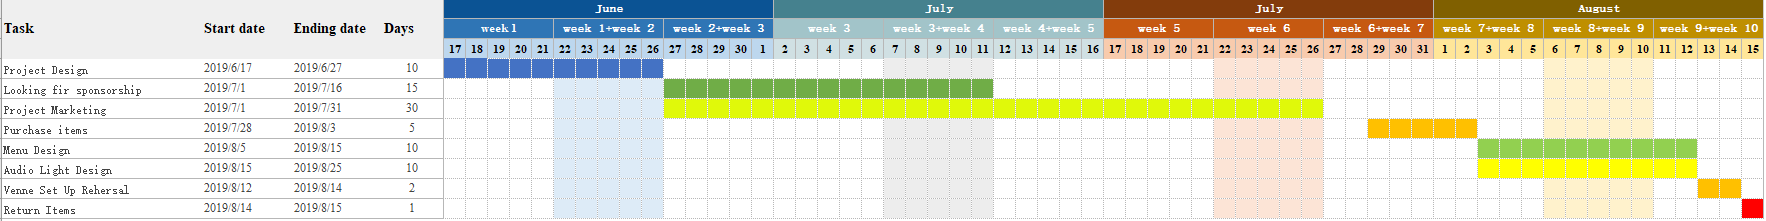 June July July August
Task Start date Ending date Days week1 week 1+week 2 week 2+week 3 week 3 week 3+week 4 week 4+week 5 week 5 week 6 week 6+week 7 week 7+week 8 week 8+week 9 week 9+week 10
17 18 19 20 21 22 23 24 25 26 27 28 29 30 1 2 3 4 5 6 7 8 9 10 11 12 13 14 15 16 17 18 19 20 21 22 23 24 25 26 27 28 29 30 31 1 2 3 4 5 6 7 8 9 10 11 12 13 14 15
Project Design 2019/6/17 2019/6/27 10
Looking fir sponsorship 2019/7/1 2019/7/16 15
Project Marketing 2019/7/1 2019/7/31 30
Purchase items 2019/7/28 2019/8/3 5
Menu Design 2019/8/5 2019/8/15 10
Audio Light Design 2019/8/15 2019/8/25 10
Venne Set Up Rehersal 2019/8/12 2019/8/14 2
Return Items 2019/8/14 2019/8/15 1